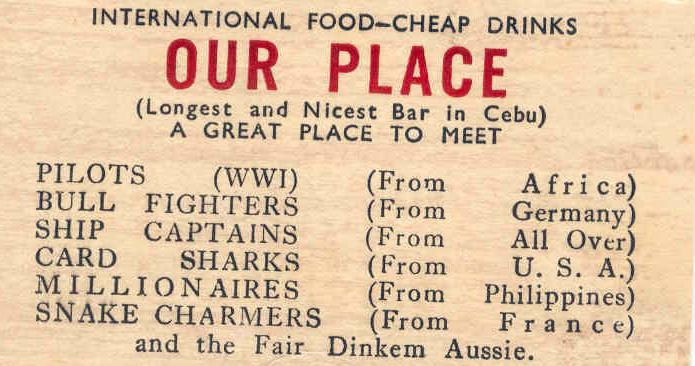 INTERNATIONAL FOOD–CHEAP DRINKS
OUR PLACE
(Longest and Nicest Bar in Cebu)
A GREAT PLACE TO MEET
PILOTS (WWI) (From Africa)
BULL FIGHTERS (From Germany)
SHIP CAPTAINS (From All Over)
CARD SHARKS (From U. S. A.)
MILLIONAIRES (From Philippines)
SNAKE CHARMERS (From France)
and the Fair Dinkem Aussie.